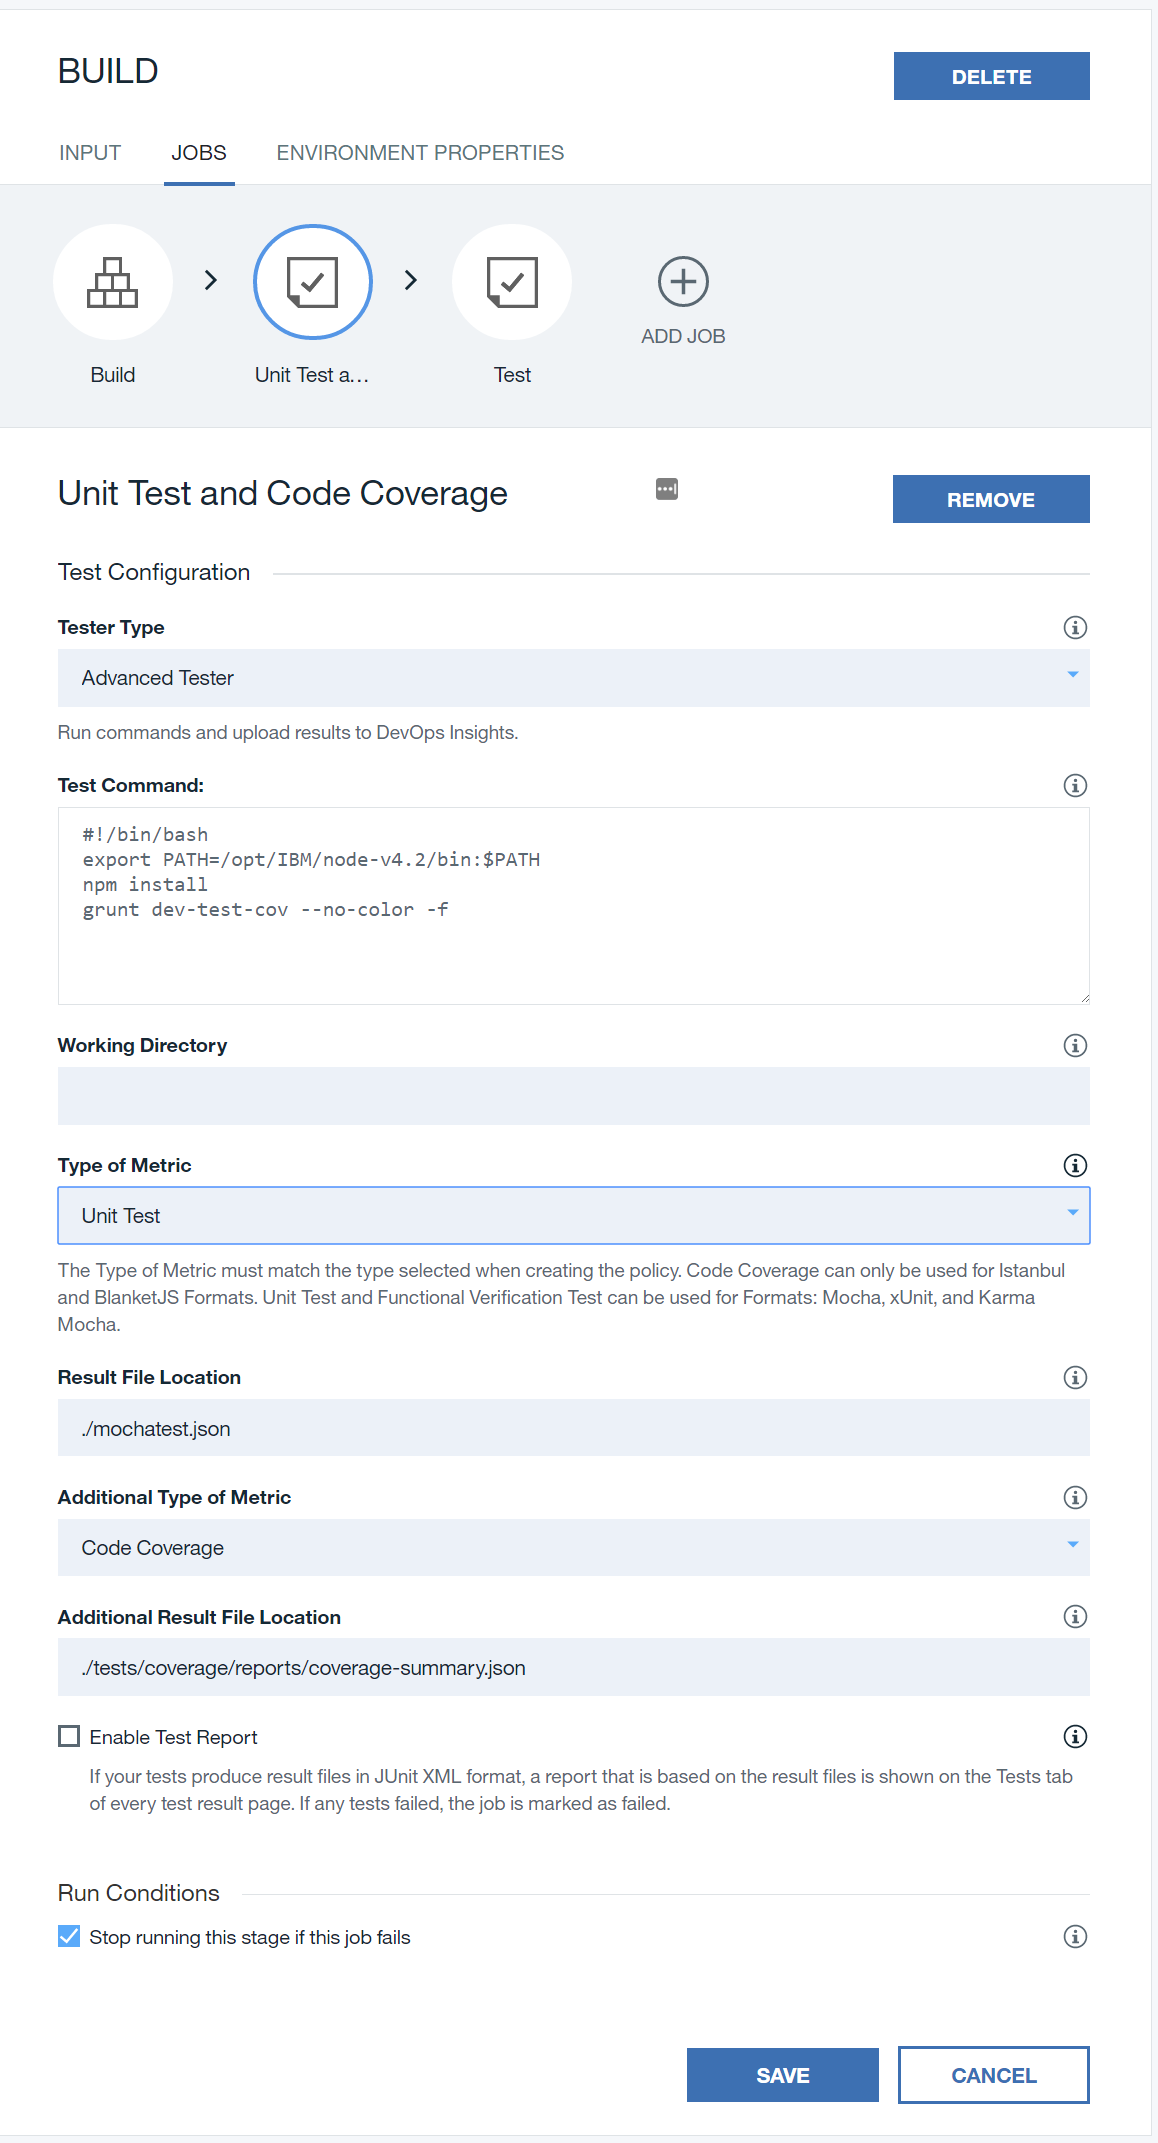 BUILD
DELETE
INPUT JOBS ENVIRONMENT PROPERTIES
ADD JOB
Build Unit Test a... Test
Unit Test and Code Coverage
REMOVE
Test Configuration
Tester Type
Advanced Tester
Run commands and upload results to DevOps Insights.
Test Command:
#!/bin/bash
export PATH=/opt/IBM/node-v4.2/bin:$PATH
npm install
grunt dev-test-cov --no-color -f
Working Directory
Type of Metric
Unit Test
The Type of Metric must match the type selected when creating the policy. Code Coverage can only be used for Istanbul
and BlanketJS Formats. Unit Test and Functional Verification Test can be used for Formats: Mocha, xUnit, and Karma
Mocha.
Result File Location
./mochatest.json
Additional Type of Metric
Code Coverage
Additional Result File Location
./tests/coverage/reports/coverage-summary.json
Enable Test Report
If your tests produce result files in JUnit XML format, a report that is based on the result files is shown on the Tests tab
of every test result page. If any tests failed, the job is marked as failed.
Run Conditions
Stop running this stage if this job fails
SAVE CANCEL